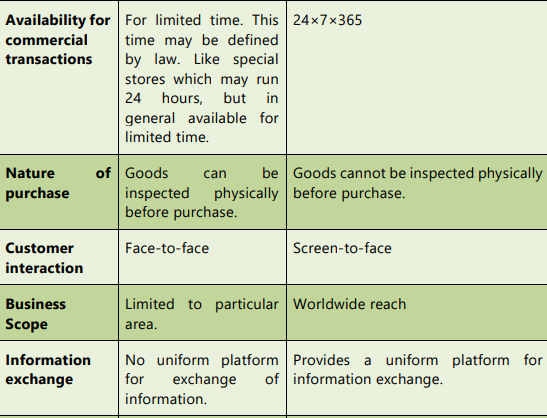 Availability for
commercial
transactions
For limited time. This
time may be defined
by law. Like special
stores which may run
24 hours, but in
general available for
limited time.
24×7×365
Nature of
purchase
Goods can be
inspected physically
before purchase.
Goods cannot be inspected physically
before purchase.
Customer
interaction
Face-to-face
Screen-to-face
Business
Scope
Limited to particular
area.
Worldwide reach
Information
exchange
No uniform platform
for exchange of
information.
Provides a uniform platform for
information exchange.